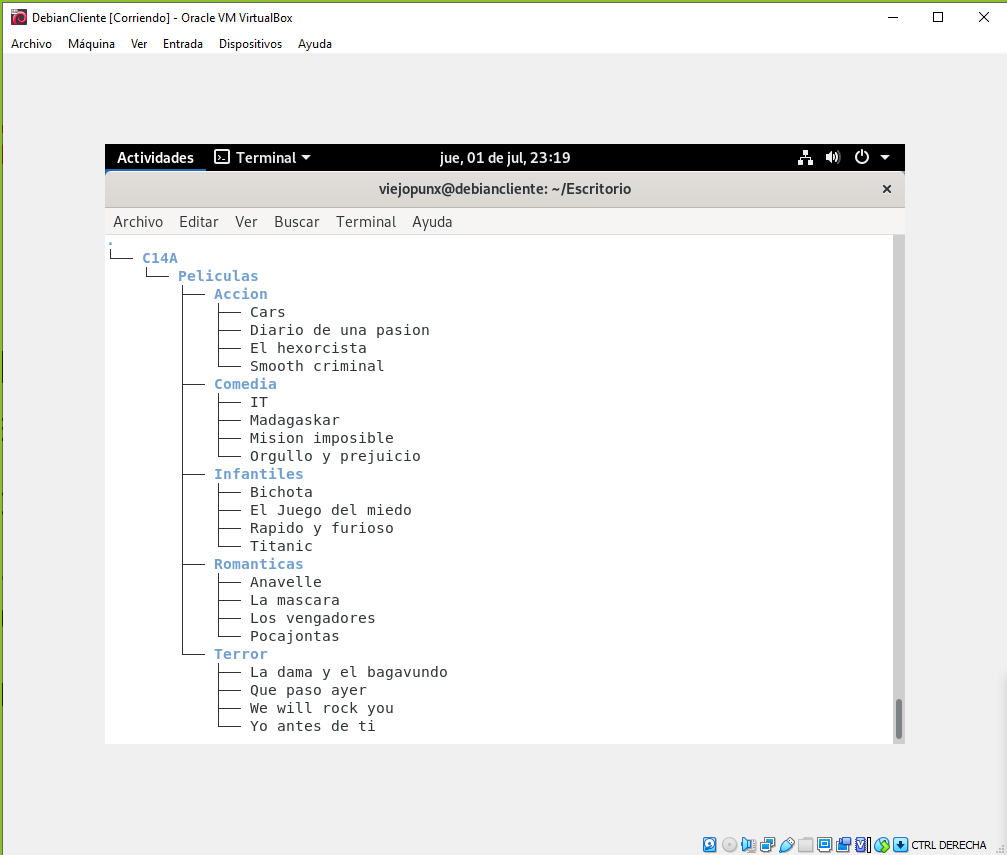 DebianCliente [Corriendo] - Oracle VM VirtualBox
Archivo Máquina Ver Entrada Dispositivos Ayuda
Actividades Terminal jue, 01 de jul, 23:19
viejopunx@debiancliente: ~/Escritorio
Archivo Editar Ver Buscar Terminal Ayuda
.
└── C14A
    └── Peliculas
        ├── Accion
        │   ├── Cars
        │   ├── Diario de una pasion
        │   ├── El hexorcista
        │   └── Smooth criminal
        ├── Comedia
        │   ├── IT
        │   ├── Madagaskar
        │   ├── Mision imposible
        │   └── Orgullo y prejuicio
        ├── Infantiles
        │   ├── Bichota
        │   ├── El Juego del miedo
        │   ├── Rapido y furioso
        │   └── Titanic
        ├── Romanticas
        │   ├── Anavelle
        │   ├── La mascara
        │   ├── Los vengadores
        │   └── Pocajontas
        └── Terror
            ├── La dama y el bagavundo
            ├── Que paso ayer
            ├── We will rock you
            └── Yo antes de ti
CTRL DERECHA